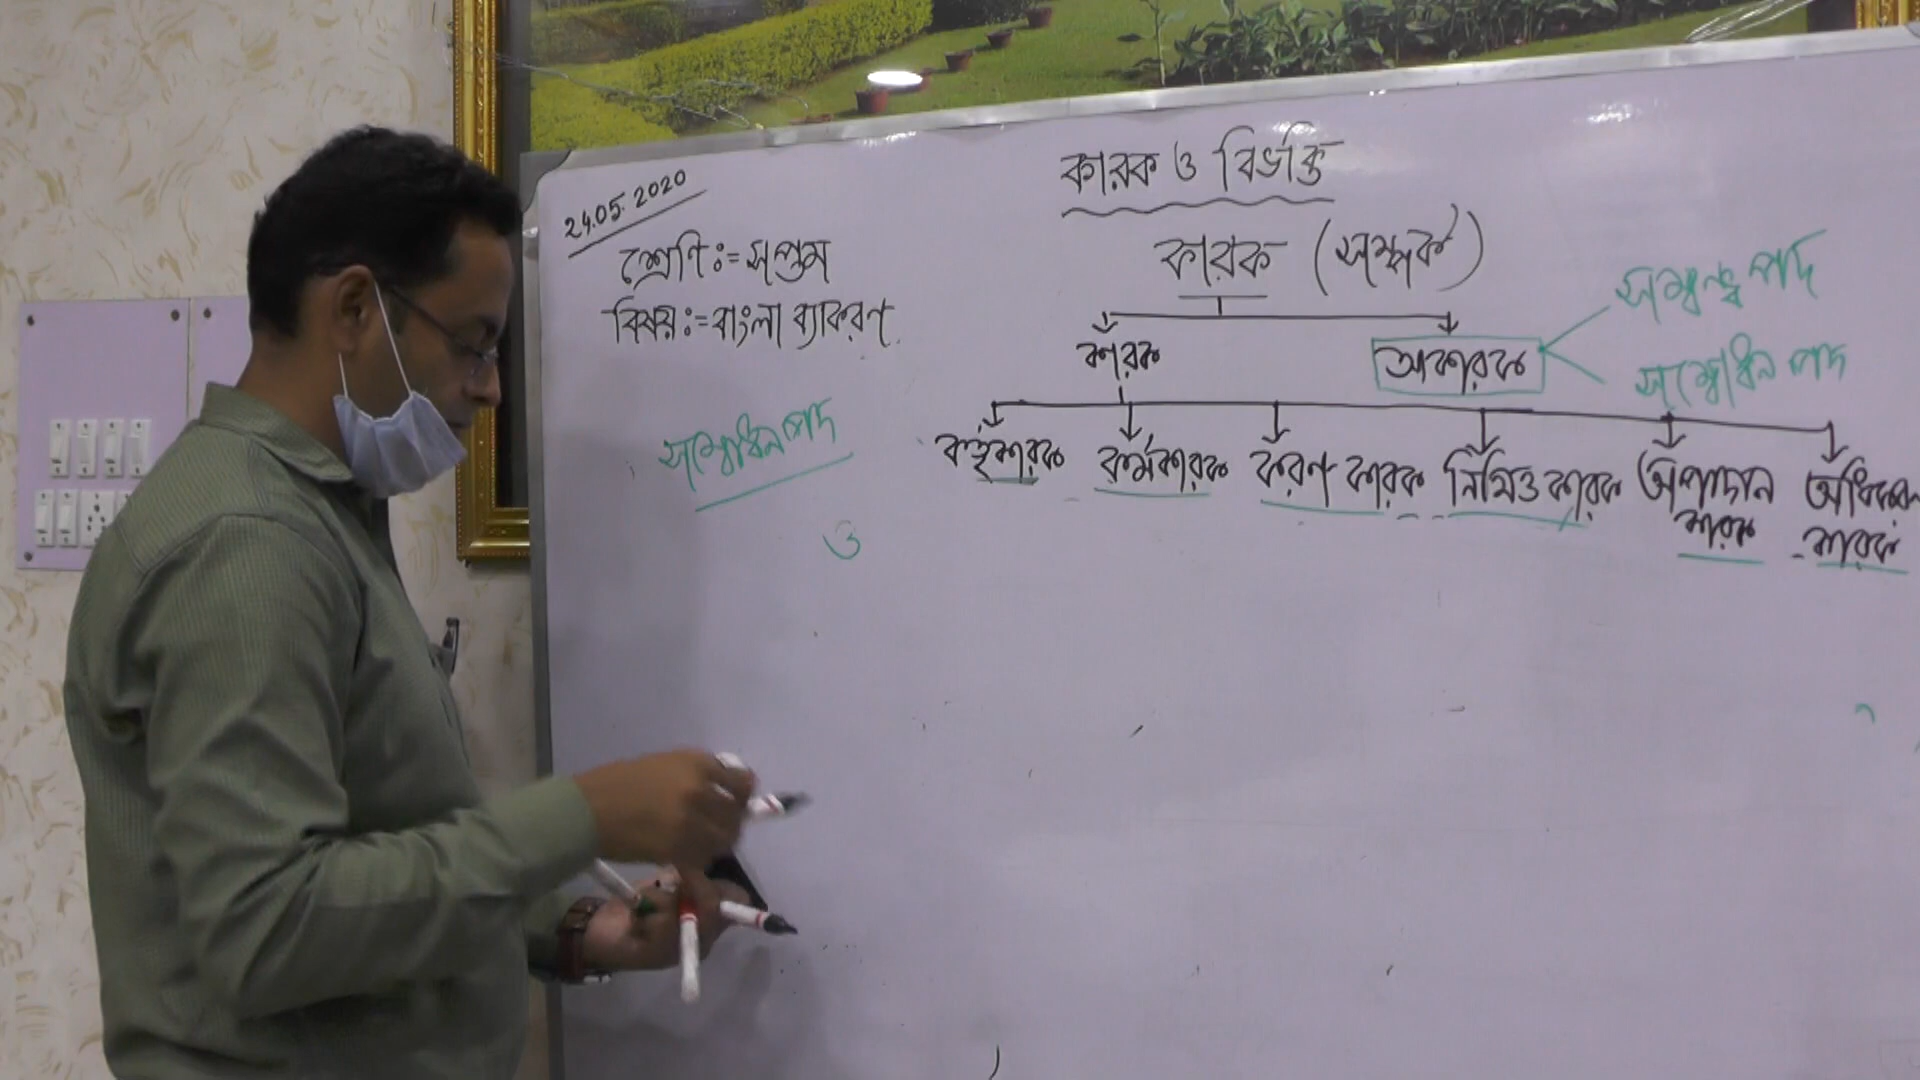 24.05.2020
শ্রেণি :- সপ্তম
বিষয় :- বাংলা ব্যাকরণ
কারক ও বিভক্তি
কারক (সম্পর্ক)
কারক
অকারক
সম্বন্ধ পদ
সম্বোধন পদ
কর্তৃকারক কর্মকারক করণ কারক নিমিত্ত কারক অপাদান কারক অধিকরণ কারক
সম্বোধন পদ
ও